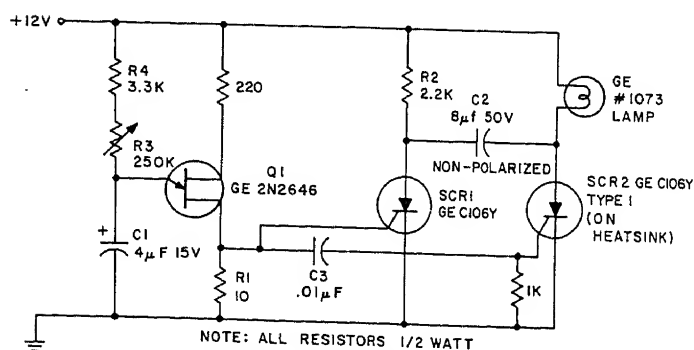 +12V
R4
3.3K
220
R3
250K
Q1
GE 2N2646
+
C1
4μF 15V
R1
10
C3
.01μF
R2
2.2K
C2
8μf 50V
NON-POLARIZED
SCR1
GE C106Y
GE
#1073
LAMP
SCR2 GE C106Y
TYPE 1
(ON
HEATSINK)
1K
NOTE: ALL RESISTORS 1/2 WATT